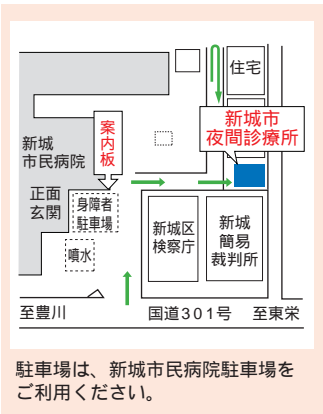 住宅
新城市
夜間診療所
案内板
新城
市民病院
正面
玄関
身障者
駐車場
噴水
新城区
検察庁
新城
簡易
裁判所
至豊川
国道301号
至東栄
駐車場は、新城市民病院駐車場を
ご利用ください。